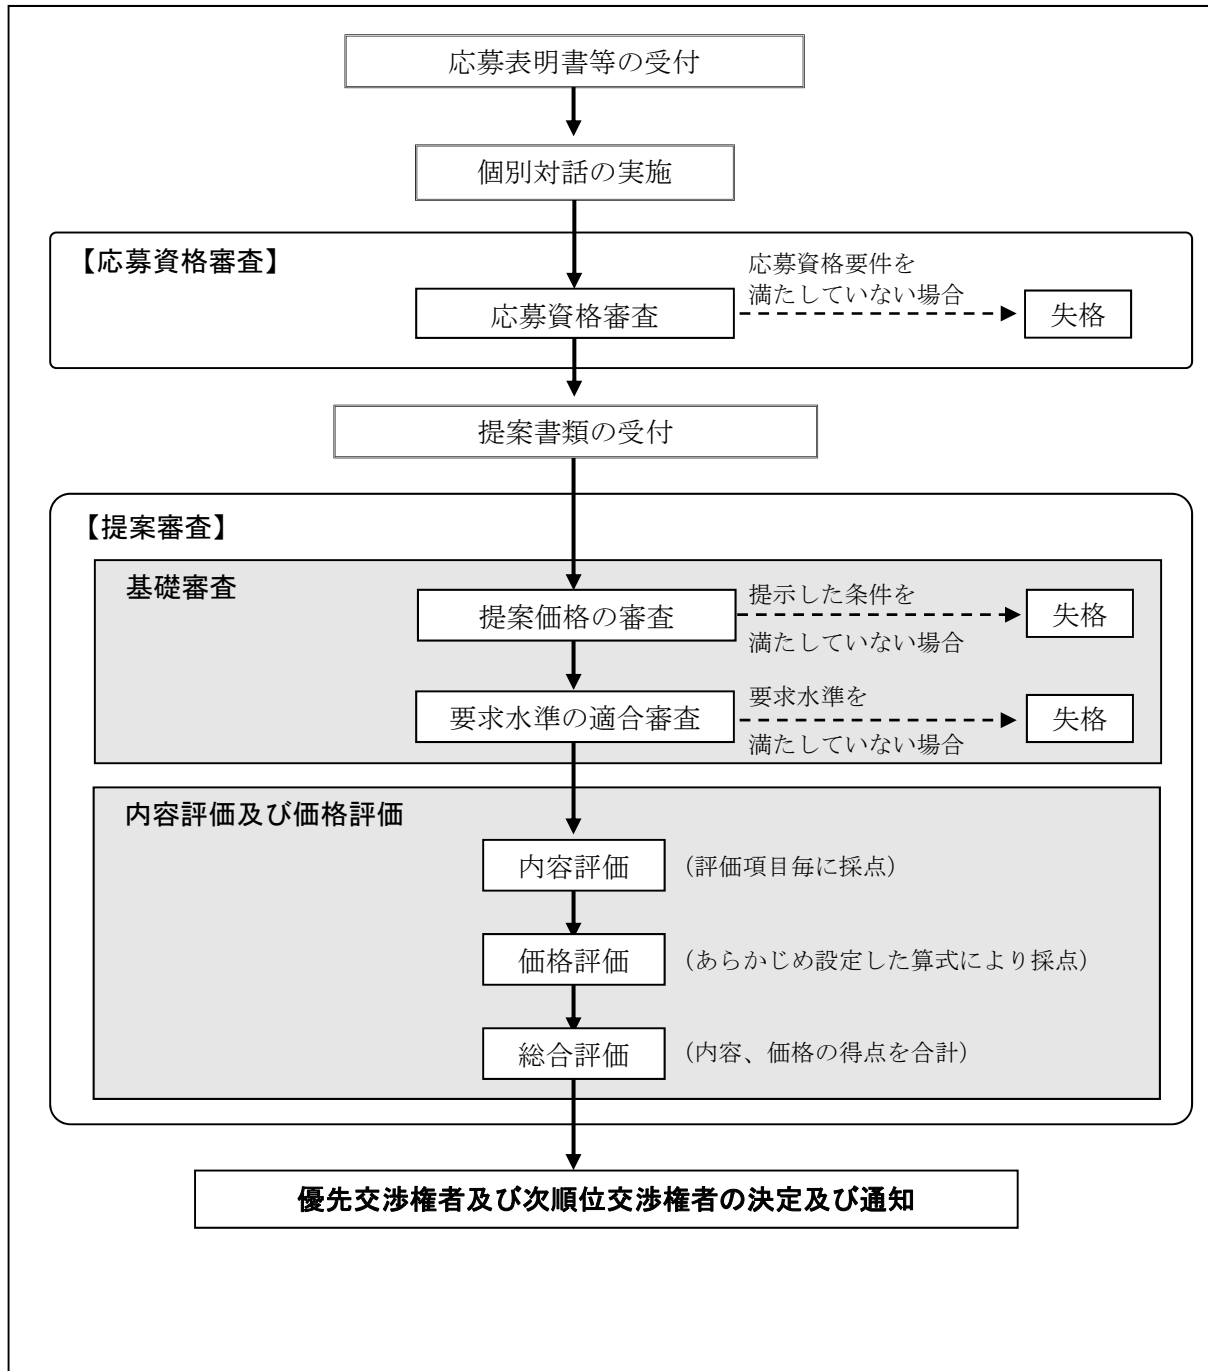 応募表明書等の受付
個別対話の実施
【応募資格審査】
応募資格要件を
満たしていない場合
応募資格審査
失格
提案書類の受付
【提案審査】
基礎審査
提示した条件を
提案価格の審査
失格
満たしていない場合
要求水準を
要求水準の適合審査
失格
満たしていない場合
内容評価及び価格評価
内容評価
（評価項目毎に採点）
価格評価
（あらかじめ設定した算式により採点）
総合評価
（内容、価格の得点を合計）
優先交渉権者及び次順位交渉権者の決定及び通知